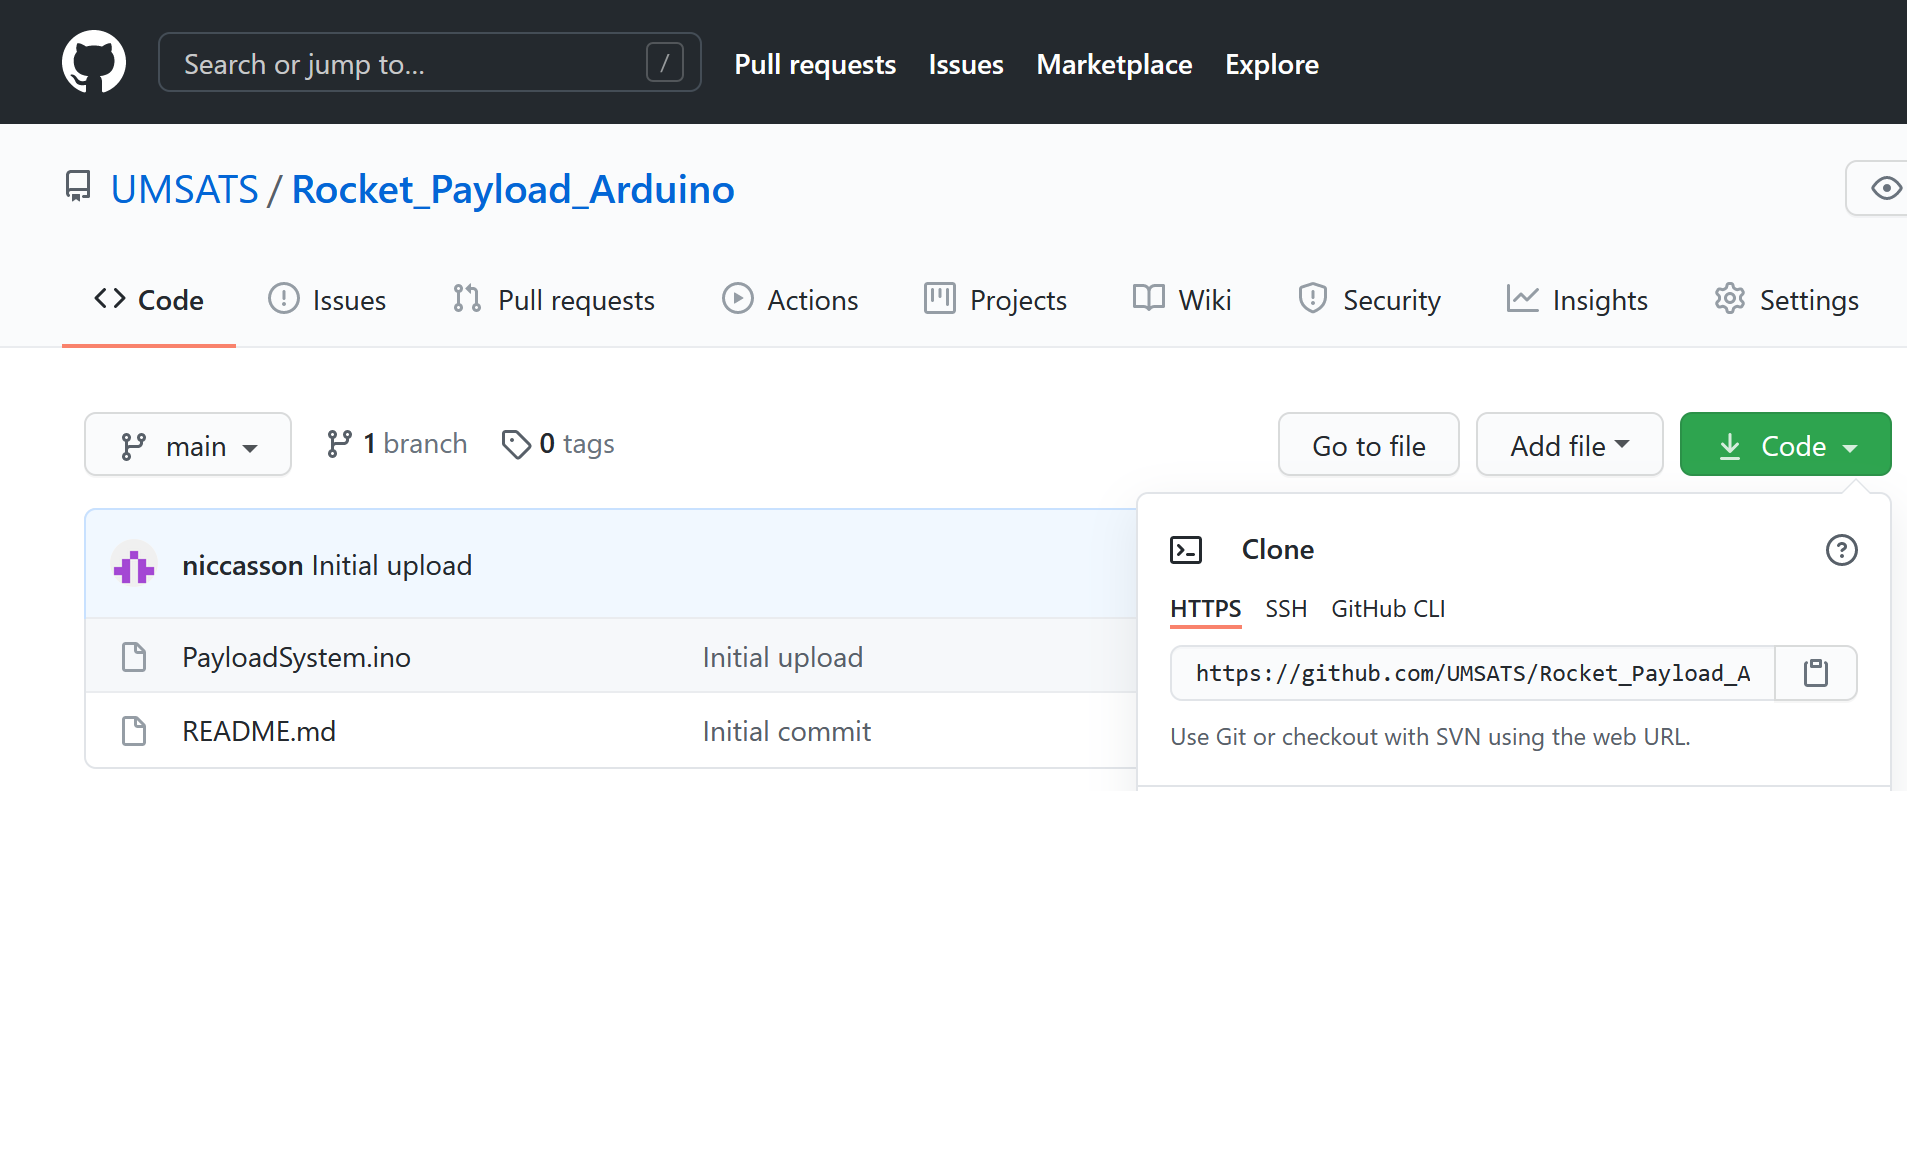 Search or jump to... /
Pull requests Issues Marketplace Explore
UMSATS / Rocket_Payload_Arduino
Code Issues Pull requests Actions Projects Wiki Security Insights Settings
main 1 branch 0 tags Go to file Add file Code
niccasson Initial upload
PayloadSystem.ino Initial upload
README.md Initial commit
Clone
HTTPS SSH GitHub CLI
https://github.com/UMSATS/Rocket_Payload_A
Use Git or checkout with SVN using the web URL.